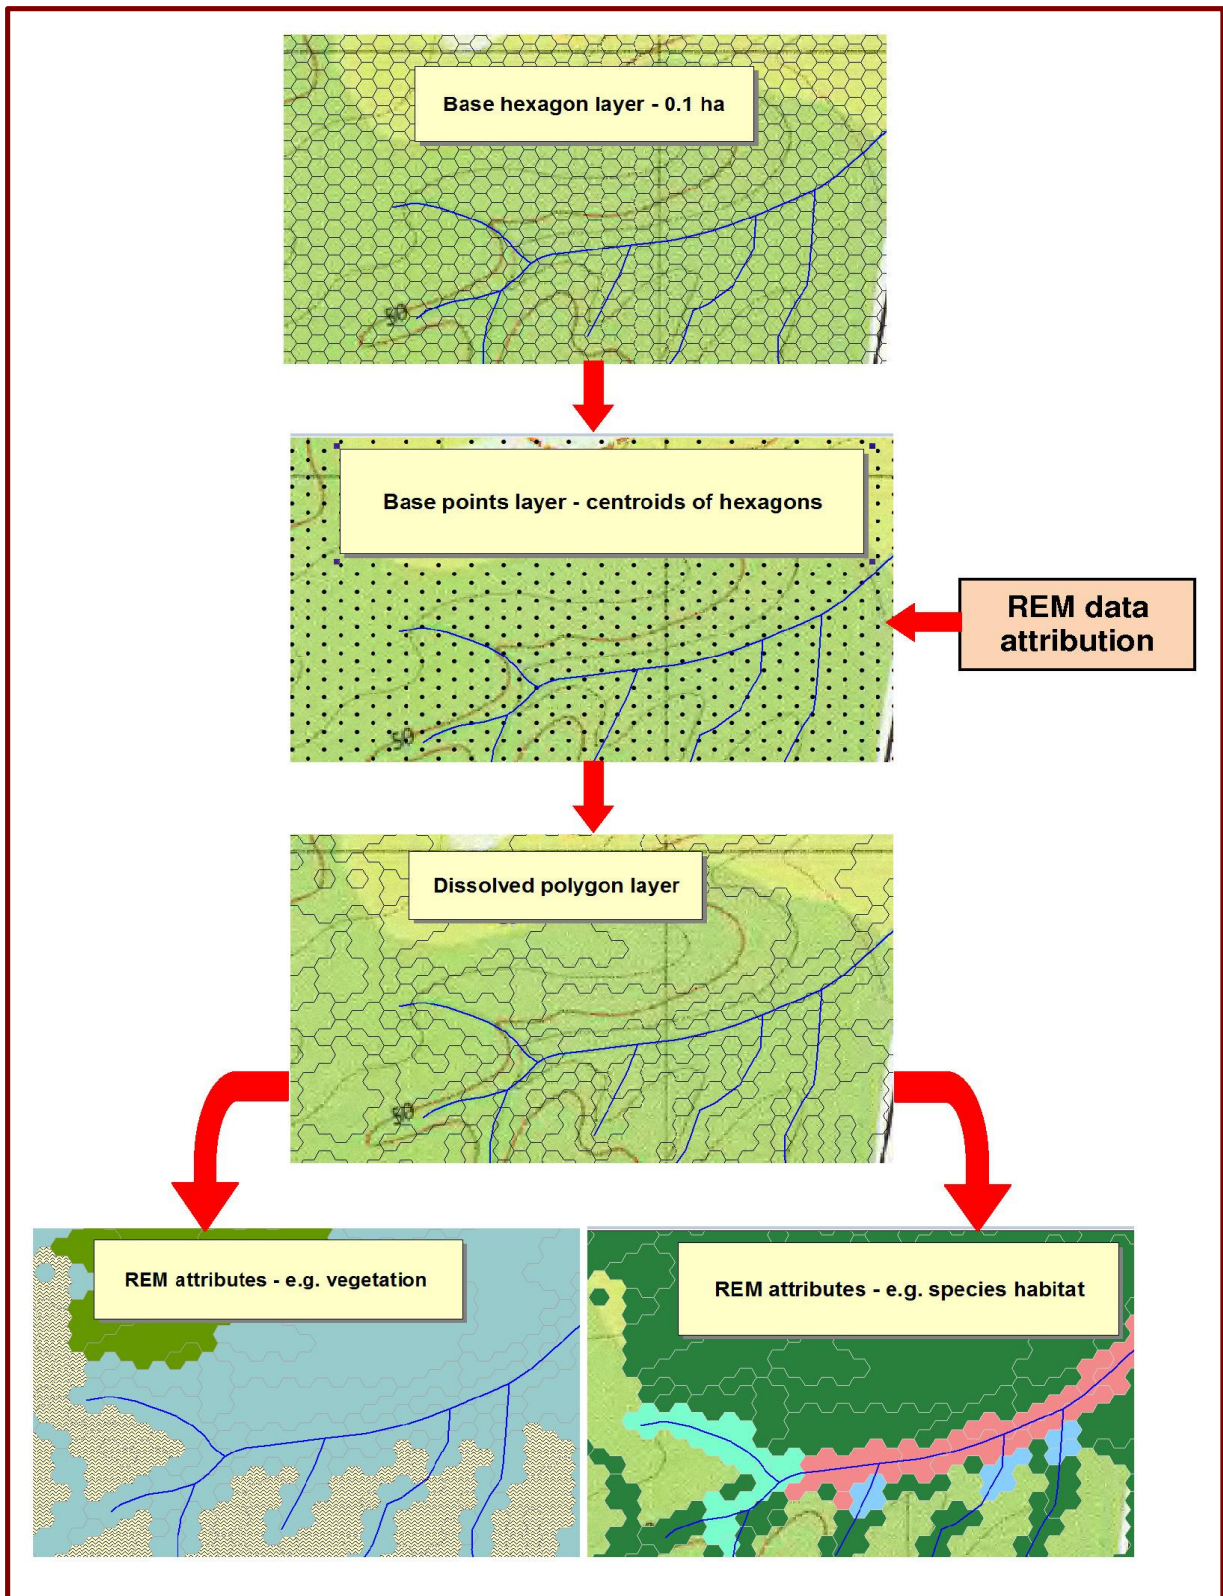 Base hexagon layer - 0.1 ha
50
Base points layer - centroids of hexagons
REM data
attribution
50
Dissolved polygon layer
50
REM attributes - e.g. vegetation
REM attributes - e.g. species habitat